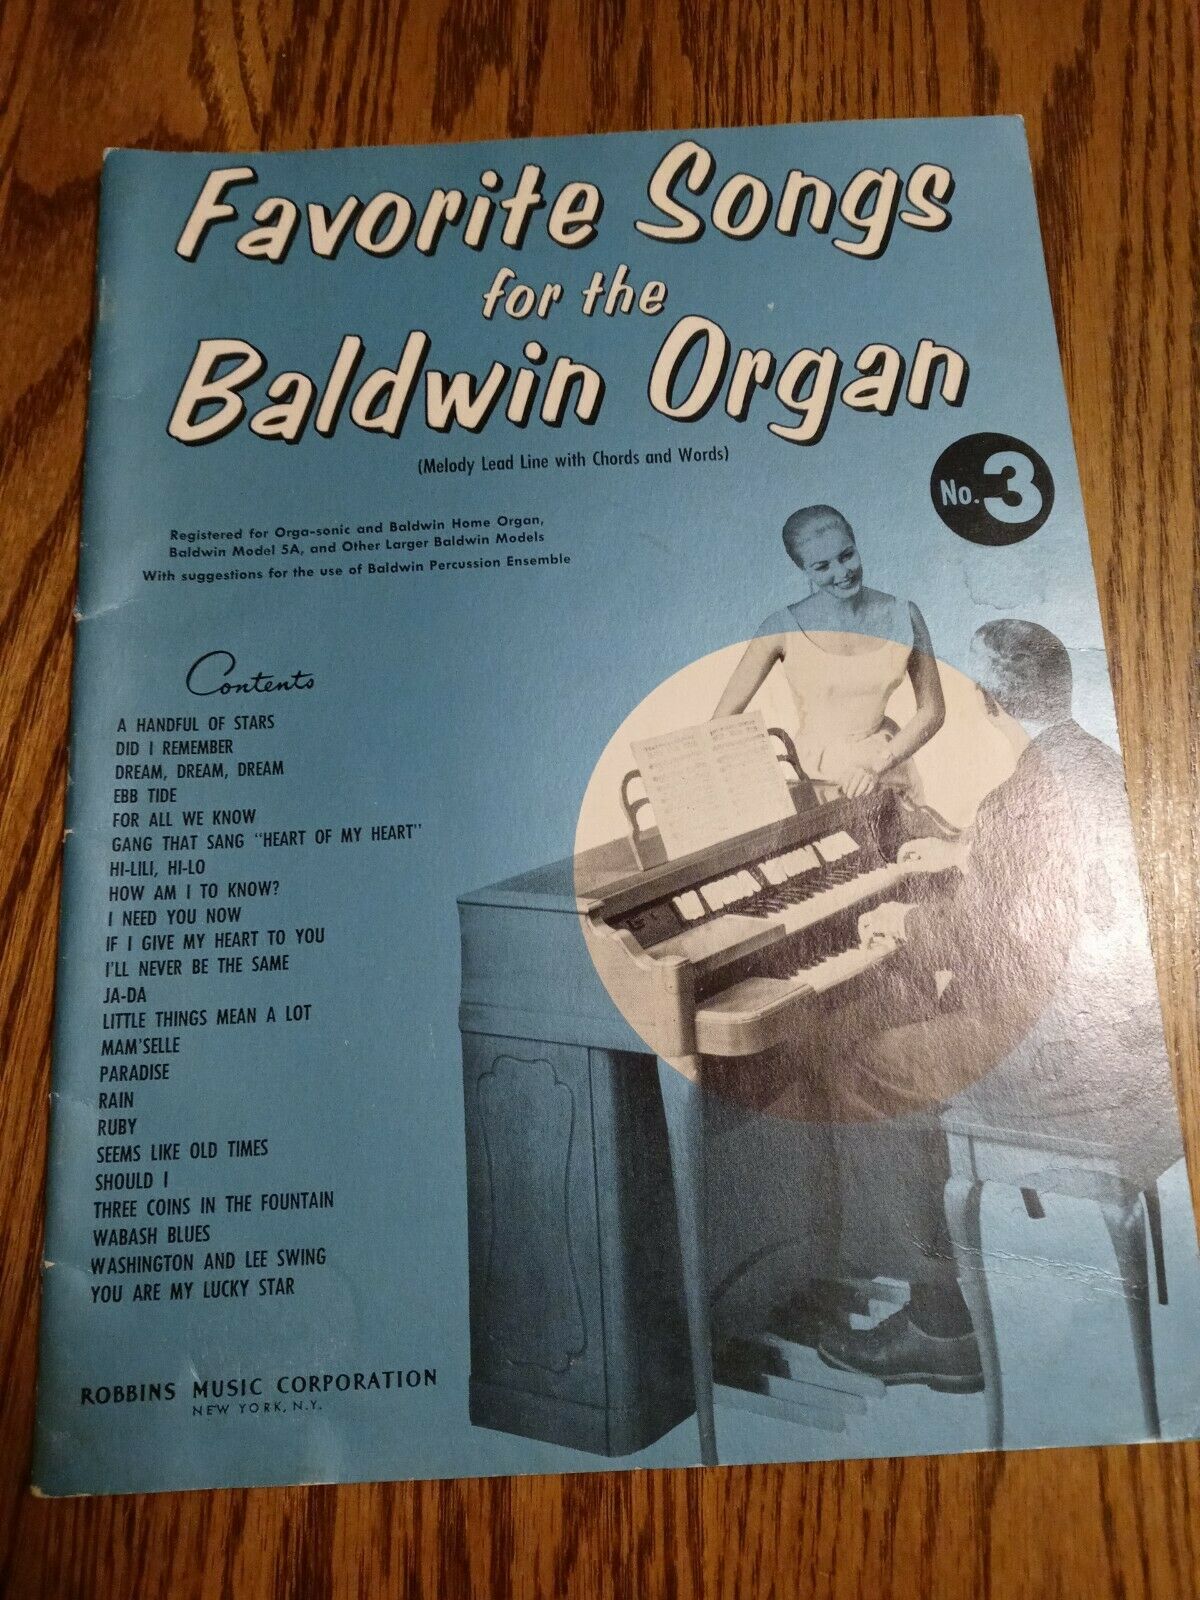 Favorite Songs
for the
Baldwin Organ
(Melody Lead Line with Chords and Words)
No. 3
Registered for Orga-sonic and Baldwin Home Organ,
Baldwin Model 5A, and Other Larger Baldwin Models
With suggestions for the use of Baldwin Percussion Ensemble
Contents
A HANDFUL OF STARS
DID I REMEMBER
DREAM, DREAM, DREAM
EBB TIDE
FOR ALL WE KNOW
GANG THAT SANG "HEART OF MY HEART"
HI-LILI, HI-LO
HOW AM I TO KNOW?
I NEED YOU NOW
IF I GIVE MY HEART TO YOU
I'LL NEVER BE THE SAME
JA-DA
LITTLE THINGS MEAN A LOT
MAM'SELLE
PARADISE
RAIN
RUBY
SEEMS LIKE OLD TIMES
SHOULD I
THREE COINS IN THE FOUNTAIN
WABASH BLUES
WASHINGTON AND LEE SWING
YOU ARE MY LUCKY STAR
ROBBINS MUSIC CORPORATION
NEW YORK, N.Y.